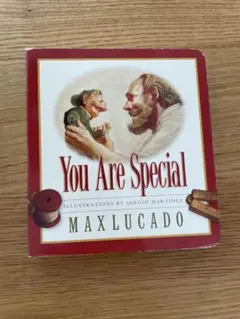 You Are Special
ILLUSTRATIONS BY SERGIO MARTINEZ
MAX LUCADO